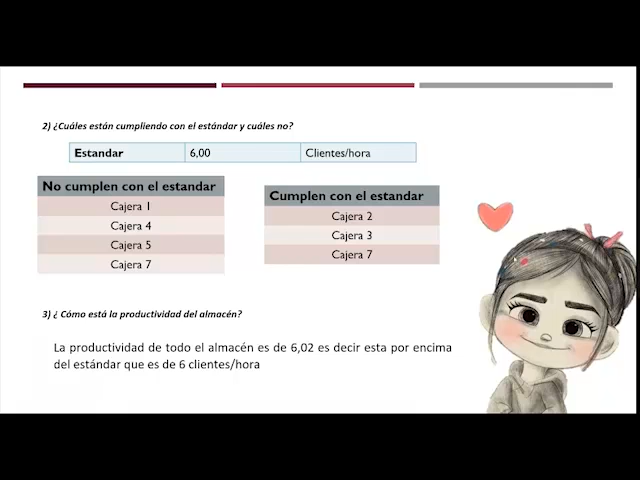 2) ¿Cuáles están cumpliendo con el estándar y cuáles no?
Estandar 6,00 Clientes/hora
No cumplen con el estandar
Cajera 1
Cajera 4
Cajera 5
Cajera 7
Cumplen con el estandar
Cajera 2
Cajera 3
Cajera 7
3) ¿ Cómo está la productividad del almacén?
La productividad de todo el almacén es de 6,02 es decir esta por encima
del estándar que es de 6 clientes/hora